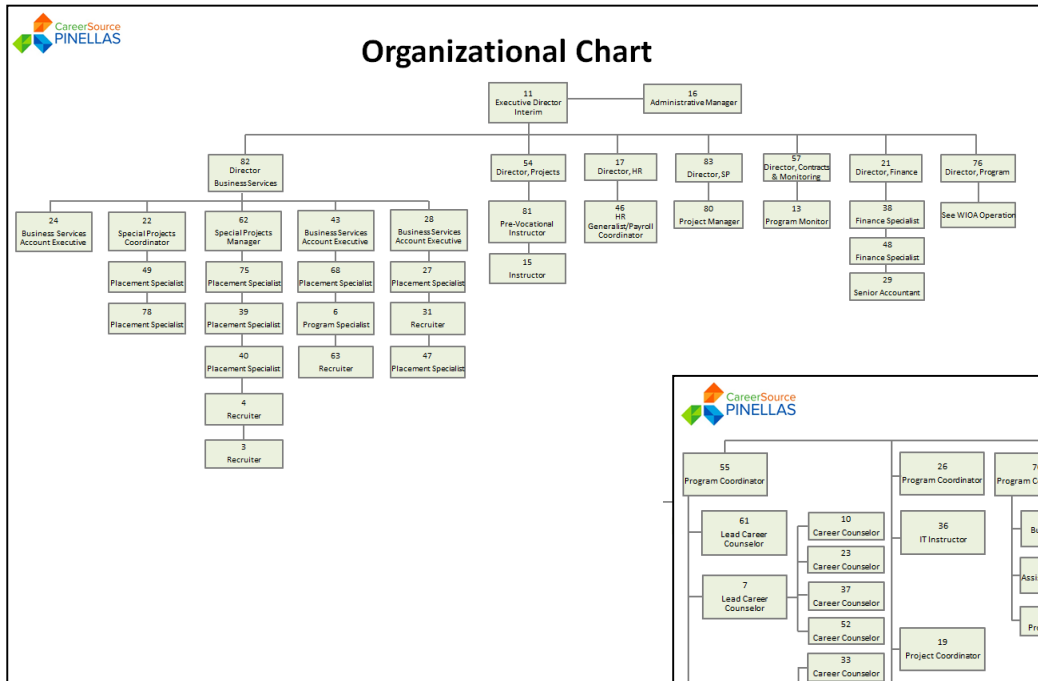 CareerSource
PINELLAS
Organizational Chart
11
Executive Director
Interim
16
Administrative Manager
82
Director
Business Services
54
Director, Projects
17
Director, HR
83
Director, SP
57
Director, Contracts
& Monitoring
21
Director, Finance
76
Director, Program
24
Business Services
Account Executive
22
Special Projects
Coordinator
62
Special Projects
Manager
43
Business Services
Account Executive
28
Business Services
Account Executive
81
Pre-Vocational
Instructor
46
HR
Generalist/Payroll
Coordinator
80
Project Manager
13
Program Monitor
38
Finance Specialist
See WIOA Operation
49
Placement Specialist
75
Placement Specialist
68
Placement Specialist
27
Placement Specialist
15
Instructor
48
Finance Specialist
29
Senior Accountant
78
Placement Specialist
39
Placement Specialist
6
Program Specialist
31
Recruiter
40
Placement Specialist
63
Recruiter
47
Placement Specialist
4
Recruiter
3
Recruiter
CareerSource
PINELLAS
55
Program Coordinator
26
Program Coordinator
7
Program C
61
Lead Career
Counselor
10
Career Counselor
36
IT Instructor
Bu
23
Career Counselor
7
Lead Career
Counselor
37
Career Counselor
Assi
52
Career Counselor
Pro
19
Project Coordinator
33
Career Counselor